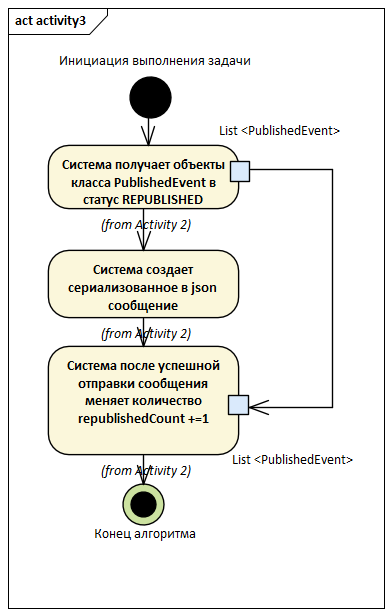 act activity3
Инициация выполнения задачи
List <PublishedEvent>
Система получает объекты
класса PublishedEvent в
статус REPUBLISHED
(from Activity 2)
Система создает
сериализованное в json
сообщение
(from Activity 2)
Система после успешной
отправки сообщения
меняет количество
republishedCount +=1
List <PublishedEvent>
(from Activity 2)
Конец алгоритма